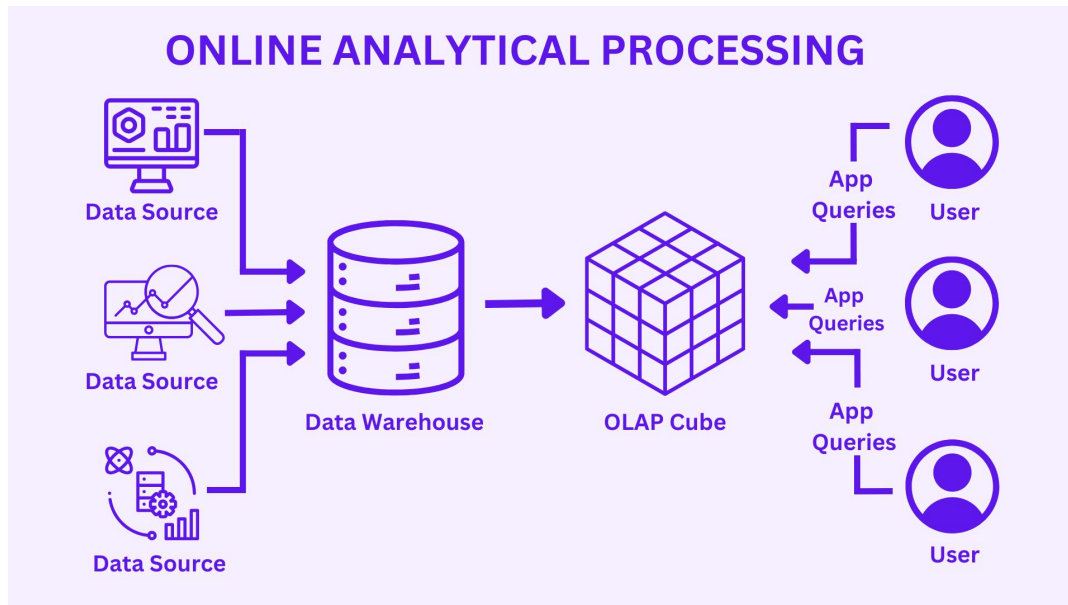 ONLINE ANALYTICAL PROCESSING
Data Source
Data Source
Data Source
Data Warehouse
OLAP Cube
App
Queries
User
App
Queries
User
App
Queries
User